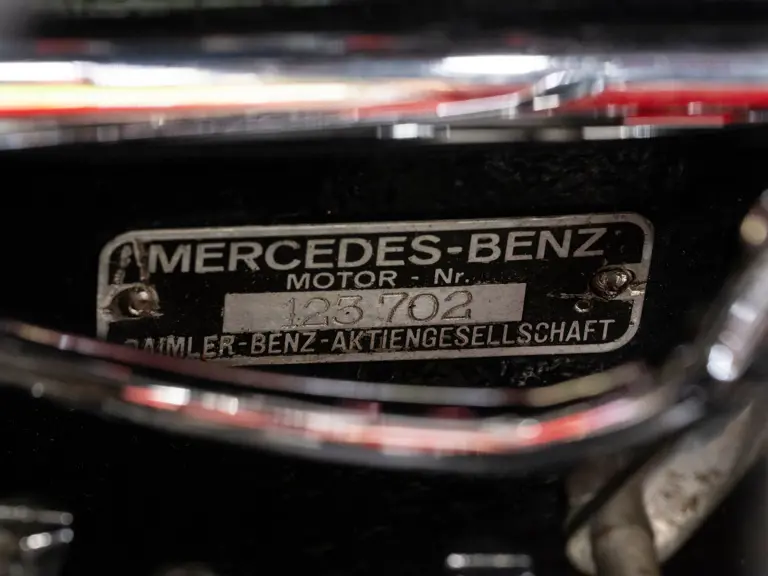 MERCEDES-BENZ
MOTOR - Nr.
123 702
DAIMLER-BENZ-AKTIENGESELLSCHAFT